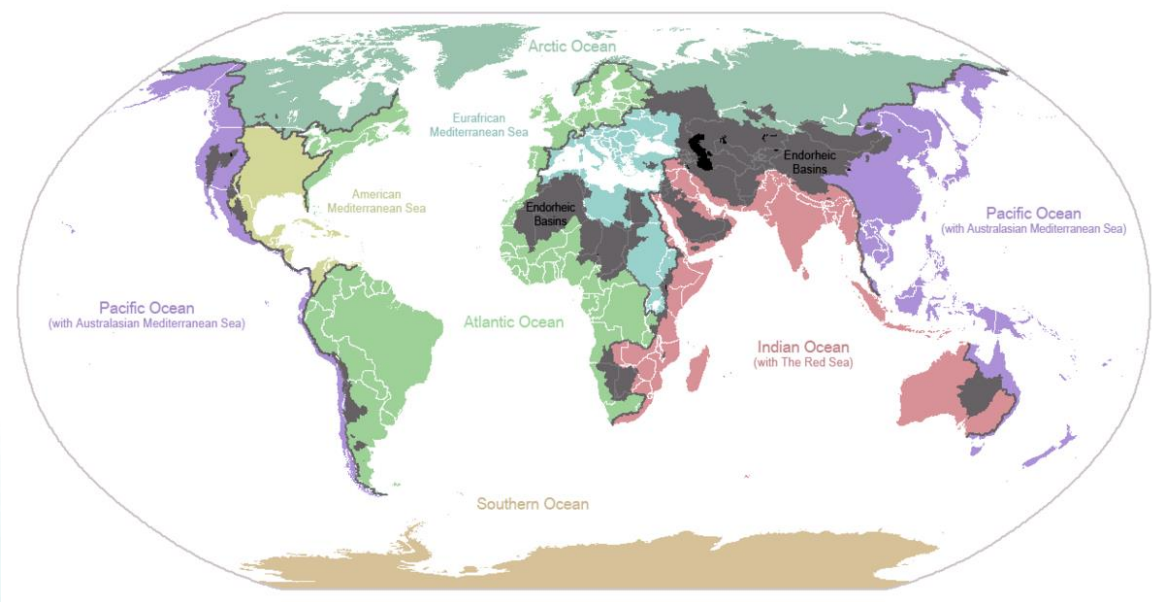 Arctic Ocean
Eurafrican
Mediterranean Sea
Endorheic
Basins
American
Mediterranean Sea
Endorheic
Basins
Pacific Ocean
(with Australasian Mediterranean Sea)
Pacific Ocean
(with Australasian Mediterranean Sea)
Atlantic Ocean
Indian Ocean
(with The Red Sea)
Southern Ocean